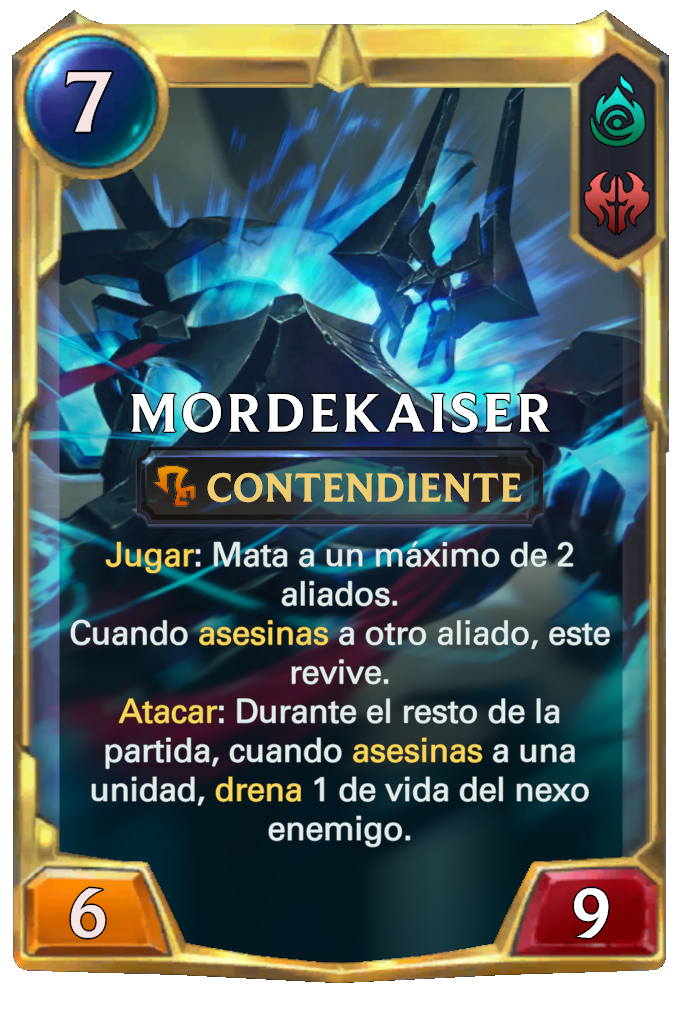 7
MORDEKAISER
CONTENDIENTE
Jugar: Mata a un máximo de 2
aliados.
Cuando asesinas a otro aliado, este
revive.
Atacar: Durante el resto de la
partida, cuando asesinas a una
unidad, drena 1 de vida del nexo
enemigo.
6
9